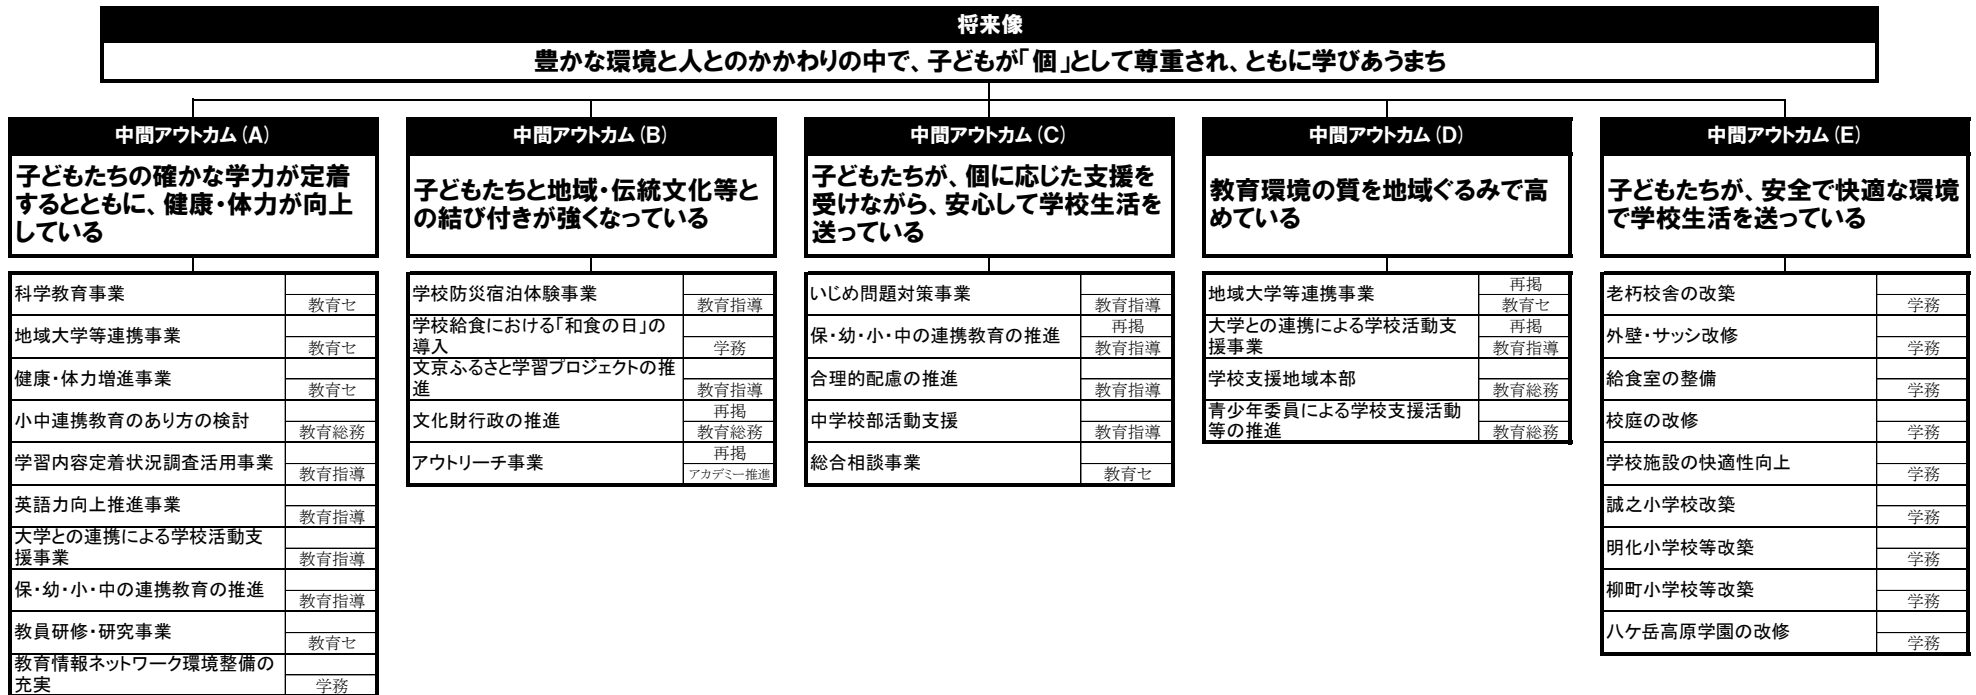 将来像
豊かな環境と人とのかかわりの中で、子どもが「個」として尊重され、ともに学びあうまち
中間アウトカム(A)
子どもたちの確かな学力が定着
するとともに、健康・体力が向上
している
科学教育事業
教育セ
地域大学等連携事業
教育セ
健康・体力増進事業
教育セ
小中連携教育のあり方の検討
教育総務
学習内容定着状況調査活用事業
教育指導
英語力向上推進事業
教育指導
大学との連携による学校活動支
援事業
教育指導
保・幼・小・中の連携教育の推進
教育指導
教員研修・研究事業
教育セ
教育情報ネットワーク環境整備の
充実
学務
中間アウトカム(B)
子どもたちと地域・伝統文化等と
の結び付きが強くなっている
学校防災宿泊体験事業
教育指導
学校給食における「和食の日」の
導入
学務
文京ふるさと学習プロジェクトの推
進
教育指導
文化財行政の推進
再掲
教育総務
アウトリーチ事業
再掲
アカデミー推進
中間アウトカム(C)
子どもたちが、個に応じた支援を
受けながら、安心して学校生活を
送っている
いじめ問題対策事業
教育指導
保・幼・小・中の連携教育の推進
再掲
教育指導
合理的配慮の推進
教育指導
中学校部活動支援
教育指導
総合相談事業
教育セ
中間アウトカム(D)
教育環境の質を地域ぐるみで高
めている
地域大学等連携事業
再掲
教育セ
大学との連携による学校活動支
援事業
再掲
教育指導
学校支援地域本部
教育総務
青少年委員による学校支援活動
等の推進
教育総務
中間アウトカム(E)
子どもたちが、安全で快適な環境
で学校生活を送っている
老朽校舎の改築
学務
外壁・サッシ改修
学務
給食室の整備
学務
校庭の改修
学務
学校施設の快適性向上
学務
誠之小学校改築
学務
明化小学校等改築
学務
柳町小学校等改築
学務
八ケ岳高原学園の改修
学務